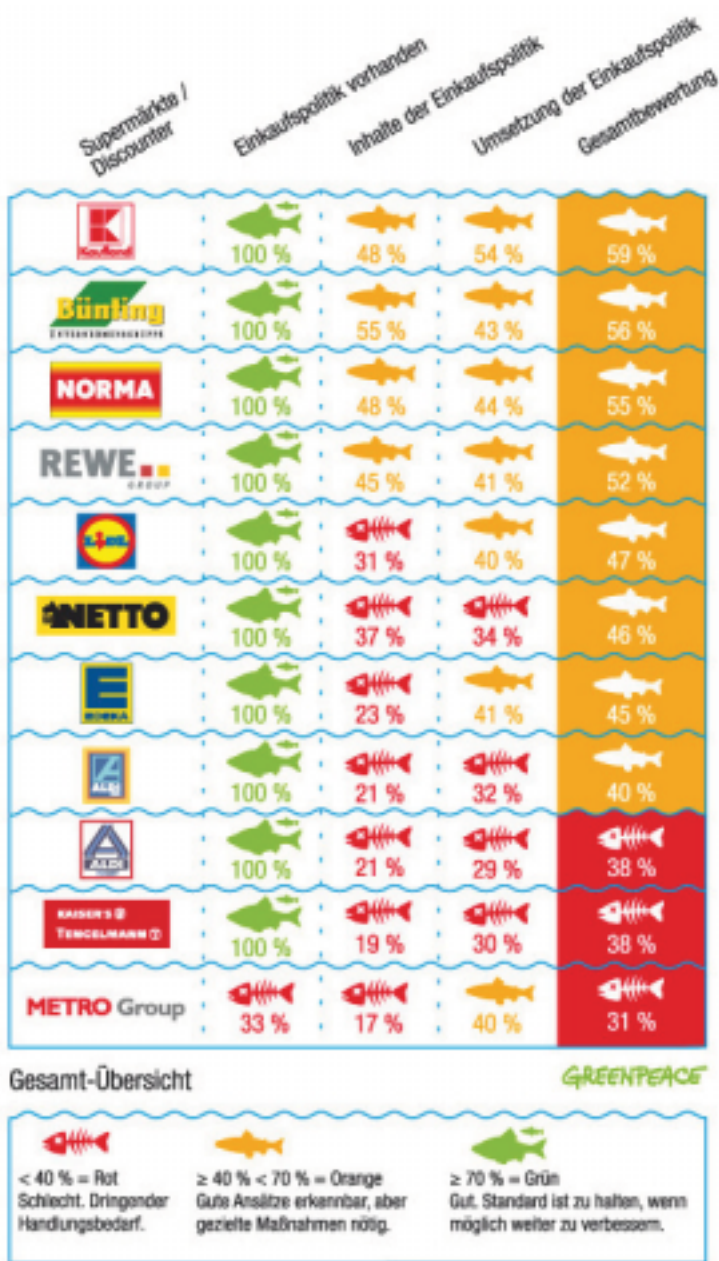 Supermärkte /
Discounter
Einkaufspolitik vorhanden
Inhalte der Einkaufspolitik
Umsetzung der Einkaufspolitik
Gesamtbewertung
Kaufland
100 % 48 % 54 % 59 %
Bünting
UNTERNEHMENSGRUPPE
100 % 55 % 43 % 56 %
NORMA
100 % 48 % 44 % 55 %
REWE
GROUP
100 % 45 % 41 % 52 %
LIDL
100 % 31 % 40 % 47 %
NETTO
100 % 37 % 34 % 46 %
E
EDEKA
100 % 23 % 41 % 45 %
ALDI
100 % 21 % 32 % 40 %
ALDI
100 % 21 % 29 % 38 %
KAISER'S
TENGELMANN
100 % 19 % 30 % 38 %
METRO Group
33 % 17 % 40 % 31 %
Gesamt-Übersicht
GREENPEACE
< 40 % = Rot
Schlecht. Dringender
Handlungsbedarf.
≥ 40 % < 70 % = Orange
Gute Ansätze erkennbar, aber
gezielte Maßnahmen nötig.
≥ 70 % = Grün
Gut. Standard ist zu halten, wenn
möglich weiter zu verbessern.